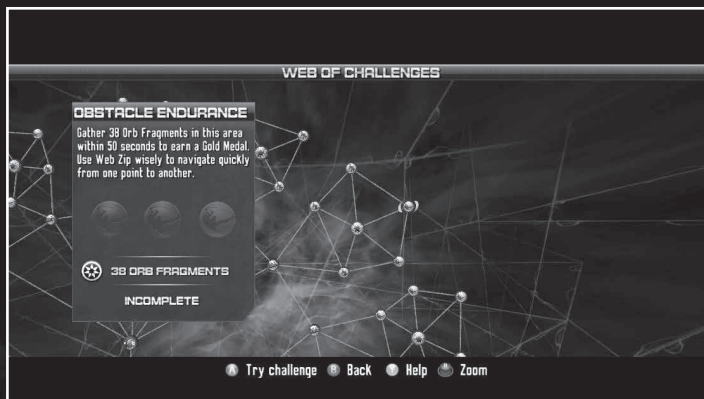 WEB OF CHALLENGES
OBSTACLE ENDURANCE
Gather 38 Orb Fragments in this area
within 50 seconds to earn a Gold Medal.
Use Web Zip wisely to navigate quickly
from one point to another.
38 ORB FRAGMENTS
INCOMPLETE
A Try challenge B Back Y Help R Zoom